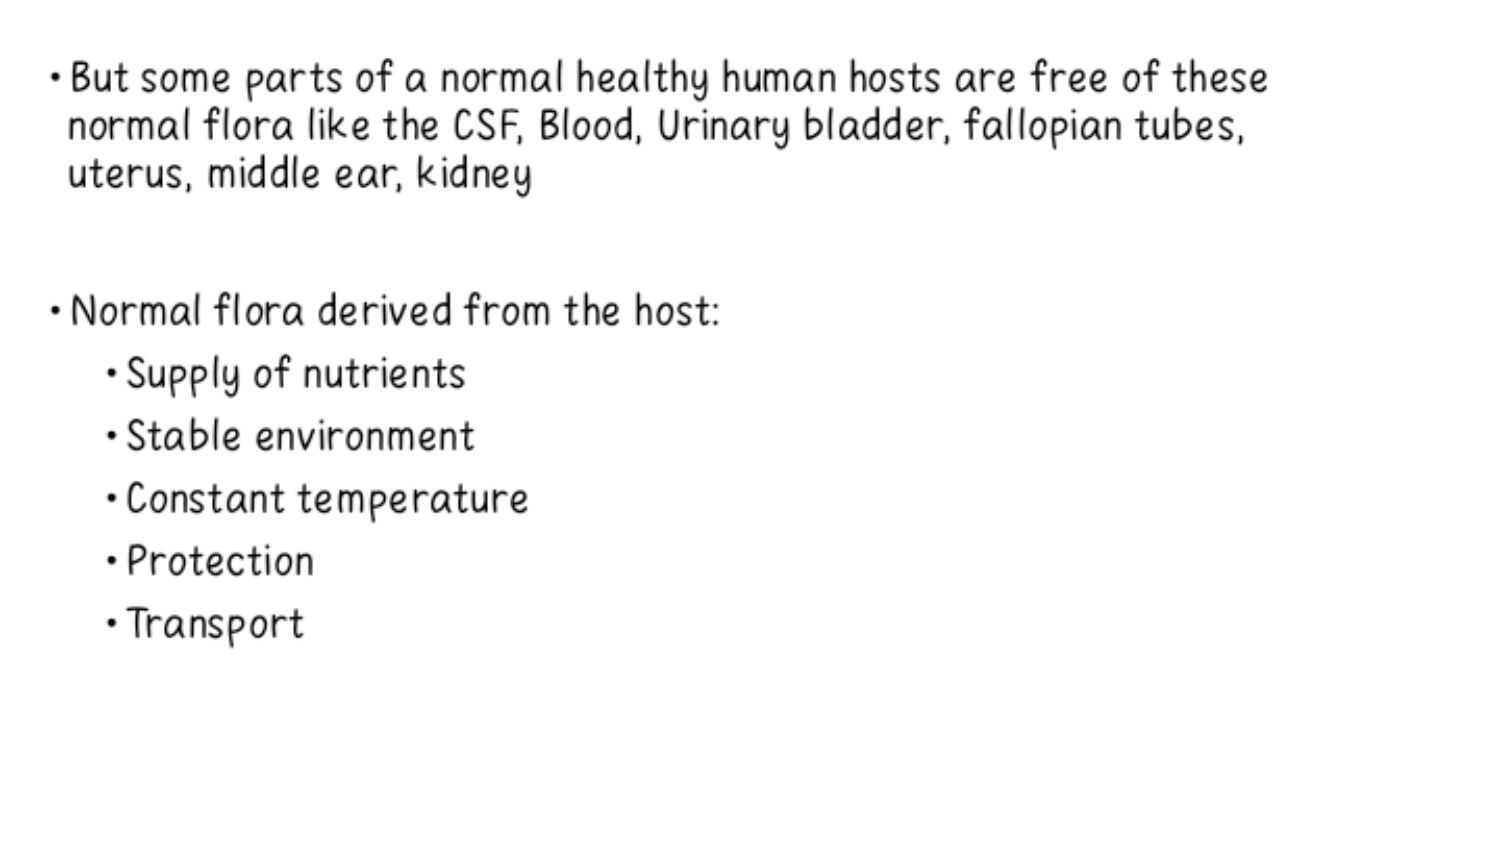 • But some parts of a normal healthy human hosts are free of these
normal flora like the CSF, Blood, Urinary bladder, fallopian tubes,
uterus, middle ear, kidney
• Normal flora derived from the host:
• Supply of nutrients
• Stable environment
• Constant temperature
• Protection
• Transport